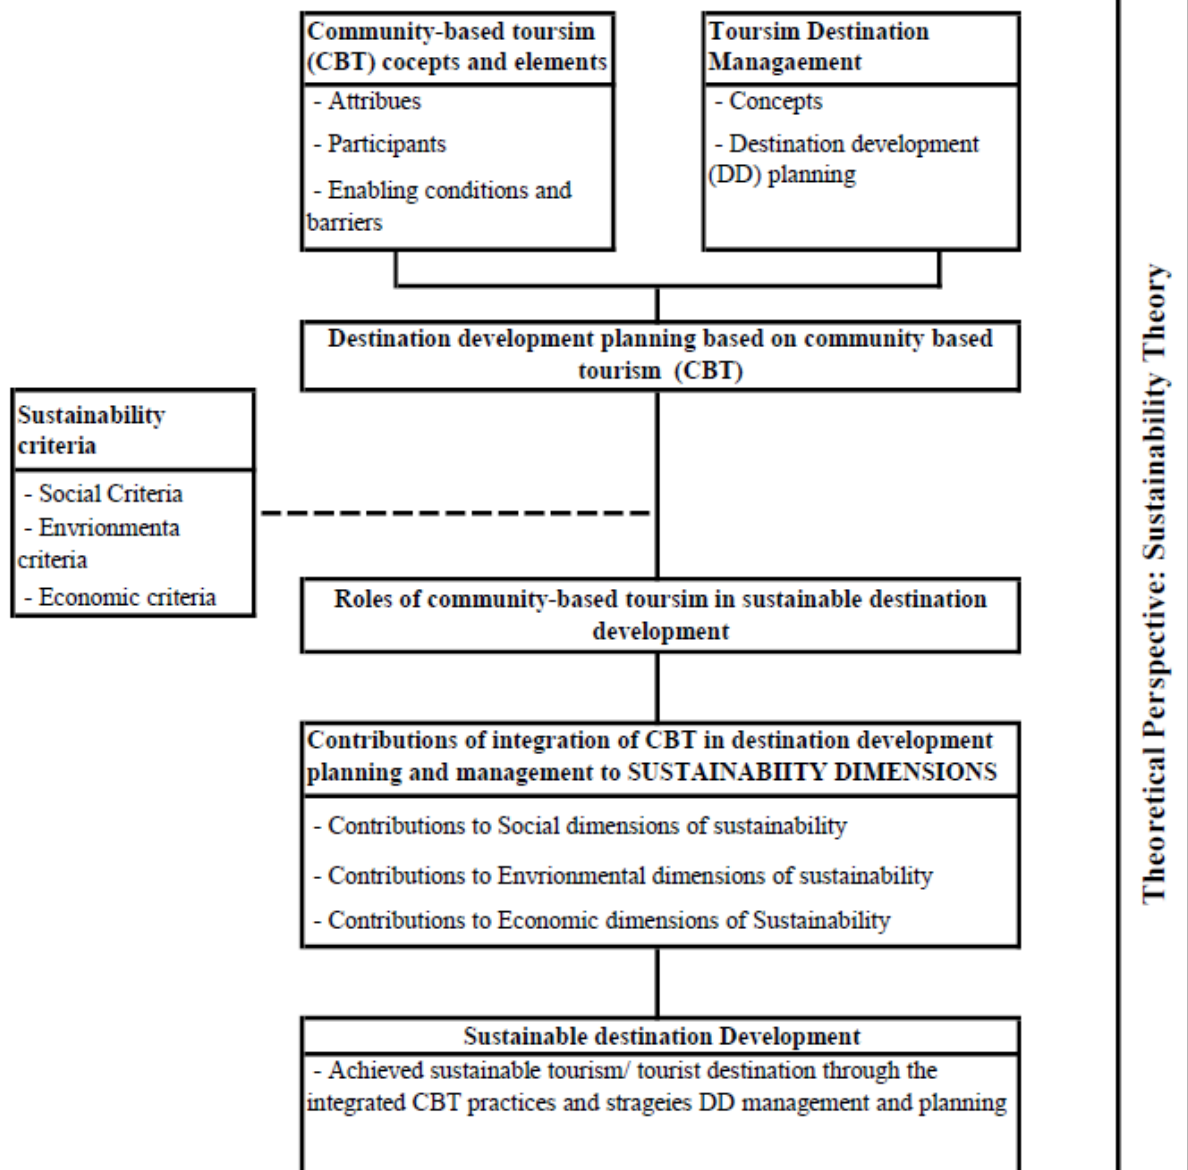 Community-based toursim
(CBT) cocepts and elements
- Attribues
- Participants
- Enabling conditions and
barriers
Toursim Destination
Managaement
- Concepts
- Destination development
(DD) planning
Destination development planning based on community based
tourism (CBT)
Sustainability
criteria
- Social Criteria
- Envrionmenta
criteria
- Economic criteria
Roles of community-based toursim in sustainable destination
development
Contributions of integration of CBT in destination development
planning and management to SUSTAINABIITY DIMENSIONS
- Contributions to Social dimensions of sustainability
- Contributions to Envrionmental dimensions of sustainability
- Contributions to Economic dimensions of Sustainability
Sustainable destination Development
- Achieved sustainable tourism/ tourist destination through the
integrated CBT practices and strageies DD management and planning
Theoretical Perspective: Sustainability Theory